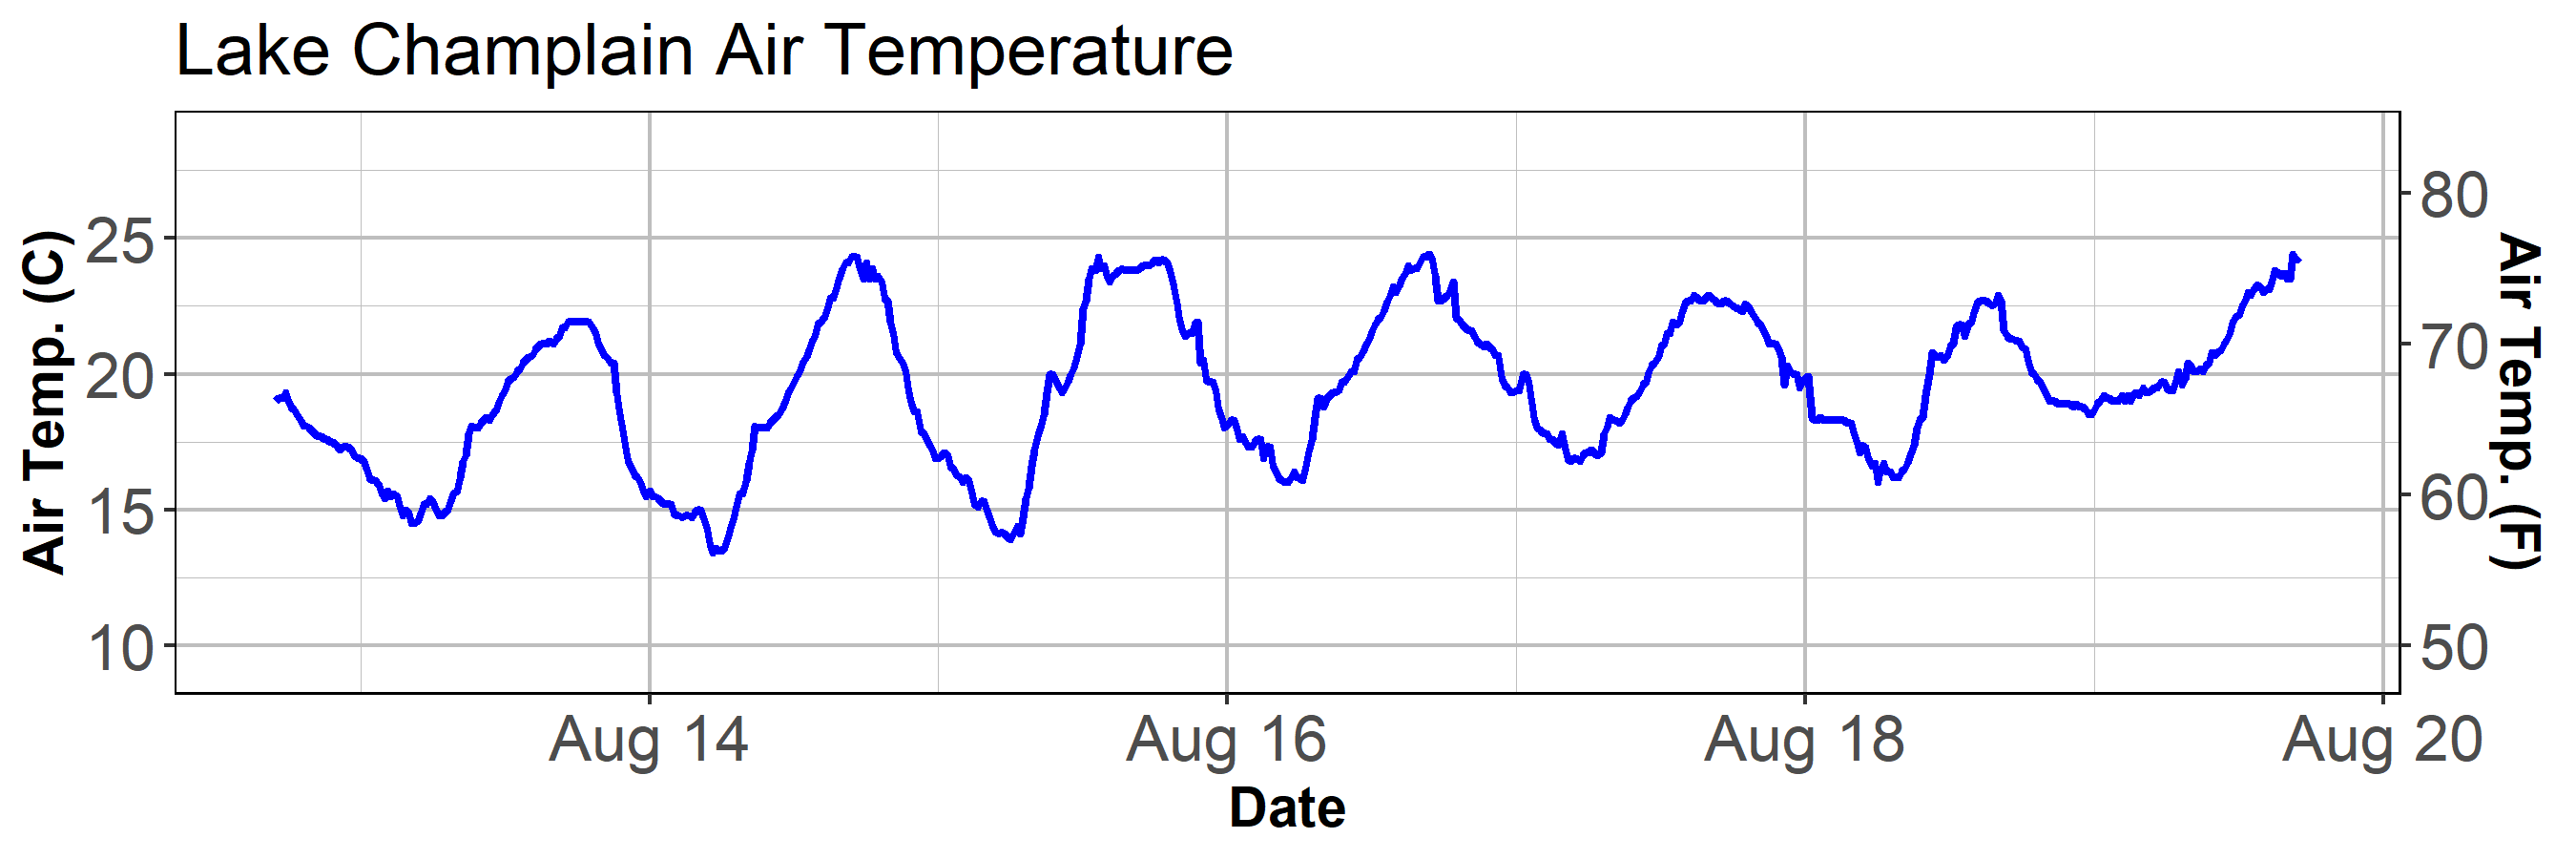 Lake Champlain Air Temperature
Air Temp. (C)
25
20
15
10
80
70
60
50
Air Temp. (F)
Aug 14
Aug 16
Aug 18
Aug 20
Date